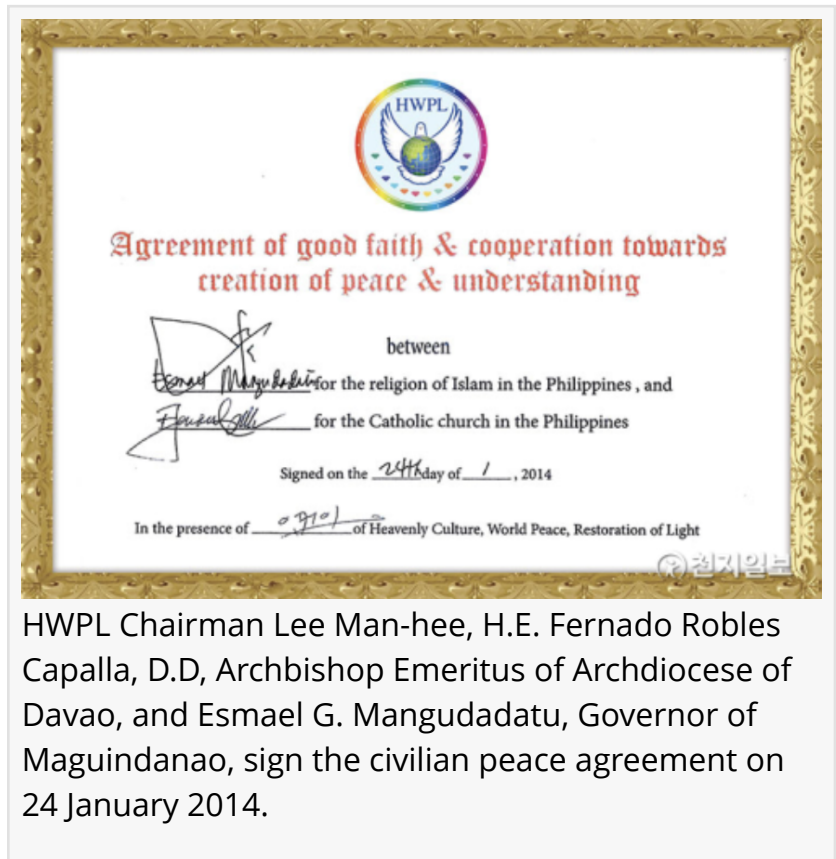 HWPL
Agreement of good faith & cooperation towards
creation of peace & understanding
between
Esmael Mangudadatu for the religion of Islam in the Philippines , and
for the Catholic church in the Philippines
Signed on the 24th day of 1 , 2014
In the presence of 이만희 of Heavenly Culture, World Peace, Restoration of Light
천지일보
HWPL Chairman Lee Man-hee, H.E. Fernado Robles
Capalla, D.D, Archbishop Emeritus of Archdiocese of
Davao, and Esmael G. Mangudadatu, Governor of
Maguindanao, sign the civilian peace agreement on
24 January 2014.